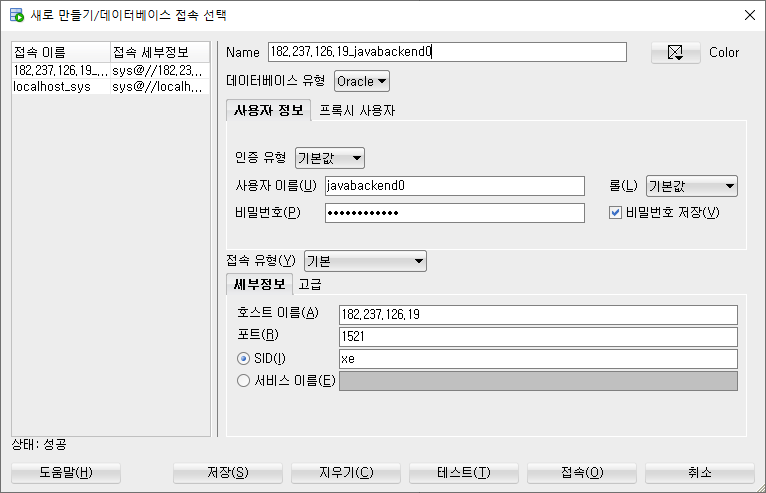 새로 만들기/데이터베이스 접속 선택
접속 이름 접속 세부정보
182,237,126,19_... sys@//182,23...
localhost_sys sys@//localh...
Name 182,237,126,19_javabackend0 Color
데이터베이스 유형 Oracle
사용자 정보 프록시 사용자
인증 유형 기본값
사용자 이름(U) javabackend0 롤(L) 기본값
비밀번호(P) ●●●●●●●●●●●● 비밀번호 저장(V)
접속 유형(Y) 기본
세부정보 고급
호스트 이름(A) 182,237,126,19
포트(R) 1521
SID(I) xe
서비스 이름(E)
상태: 성공
도움말(H) 저장(S) 지우기(C) 테스트(T) 접속(O) 취소